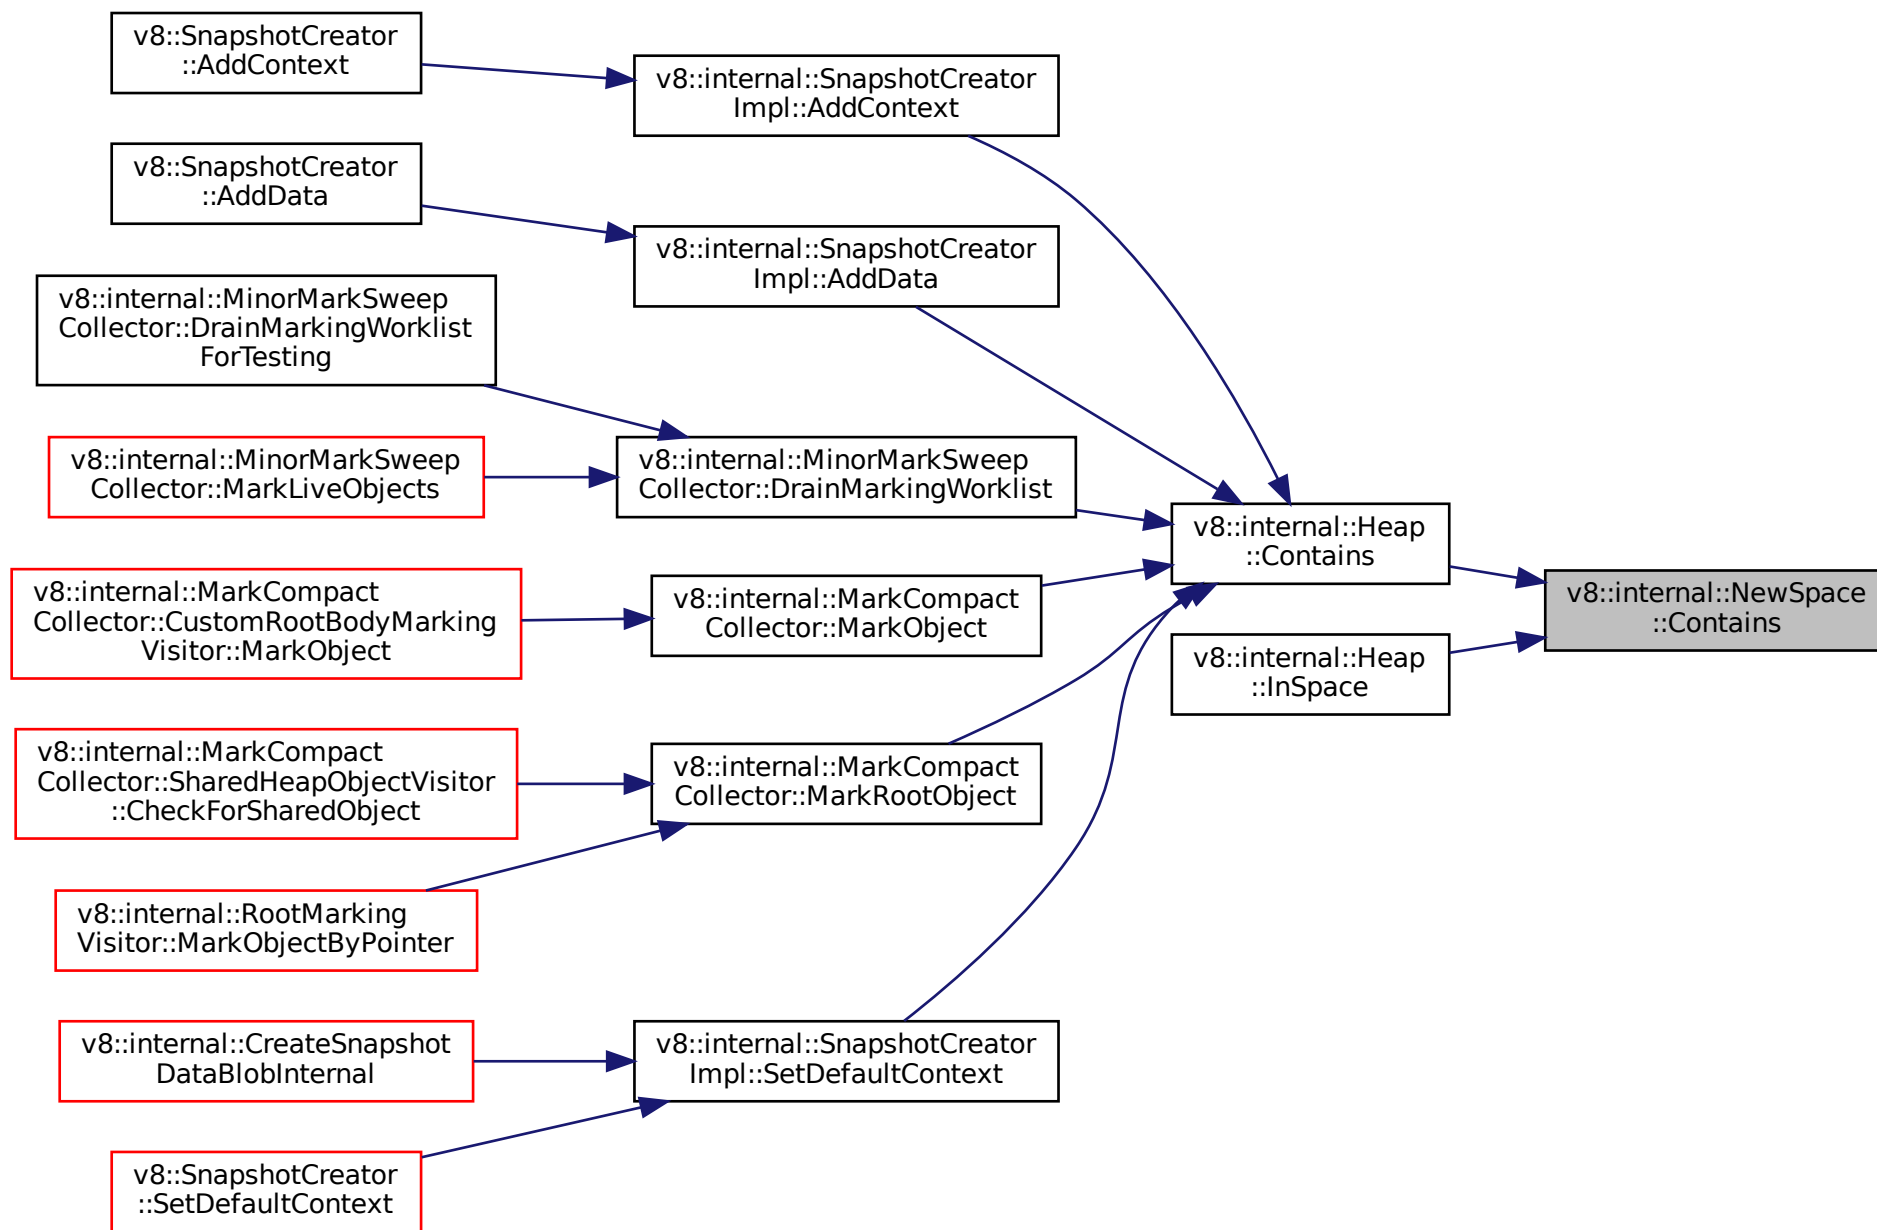 v8::SnapshotCreator
::AddContext
v8::internal::SnapshotCreator
Impl::AddContext
v8::SnapshotCreator
::AddData
v8::internal::SnapshotCreator
Impl::AddData
v8::internal::MinorMarkSweep
Collector::DrainMarkingWorklist
ForTesting
v8::internal::MinorMarkSweep
Collector::MarkLiveObjects
v8::internal::MinorMarkSweep
Collector::DrainMarkingWorklist
v8::internal::Heap
::Contains
v8::internal::NewSpace
::Contains
v8::internal::MarkCompact
Collector::CustomRootBodyMarking
Visitor::MarkObject
v8::internal::MarkCompact
Collector::MarkObject
v8::internal::Heap
::InSpace
v8::internal::MarkCompact
Collector::SharedHeapObjectVisitor
::CheckForSharedObject
v8::internal::MarkCompact
Collector::MarkRootObject
v8::internal::RootMarking
Visitor::MarkObjectByPointer
v8::internal::CreateSnapshot
DataBlobInternal
v8::internal::SnapshotCreator
Impl::SetDefaultContext
v8::SnapshotCreator
::SetDefaultContext